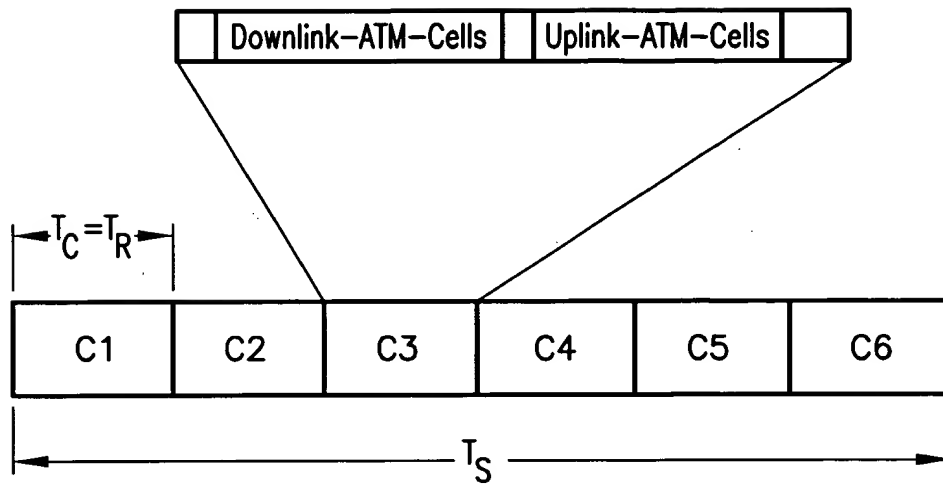 Downlink-ATM-Cells Uplink-ATM-Cells
T_C=T_R
C1 C2 C3 C4 C5 C6
T_S